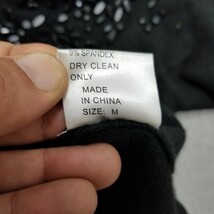 SPANDEX
DRY CLEAN
ONLY
MADE
IN CHINA
SIZE: M